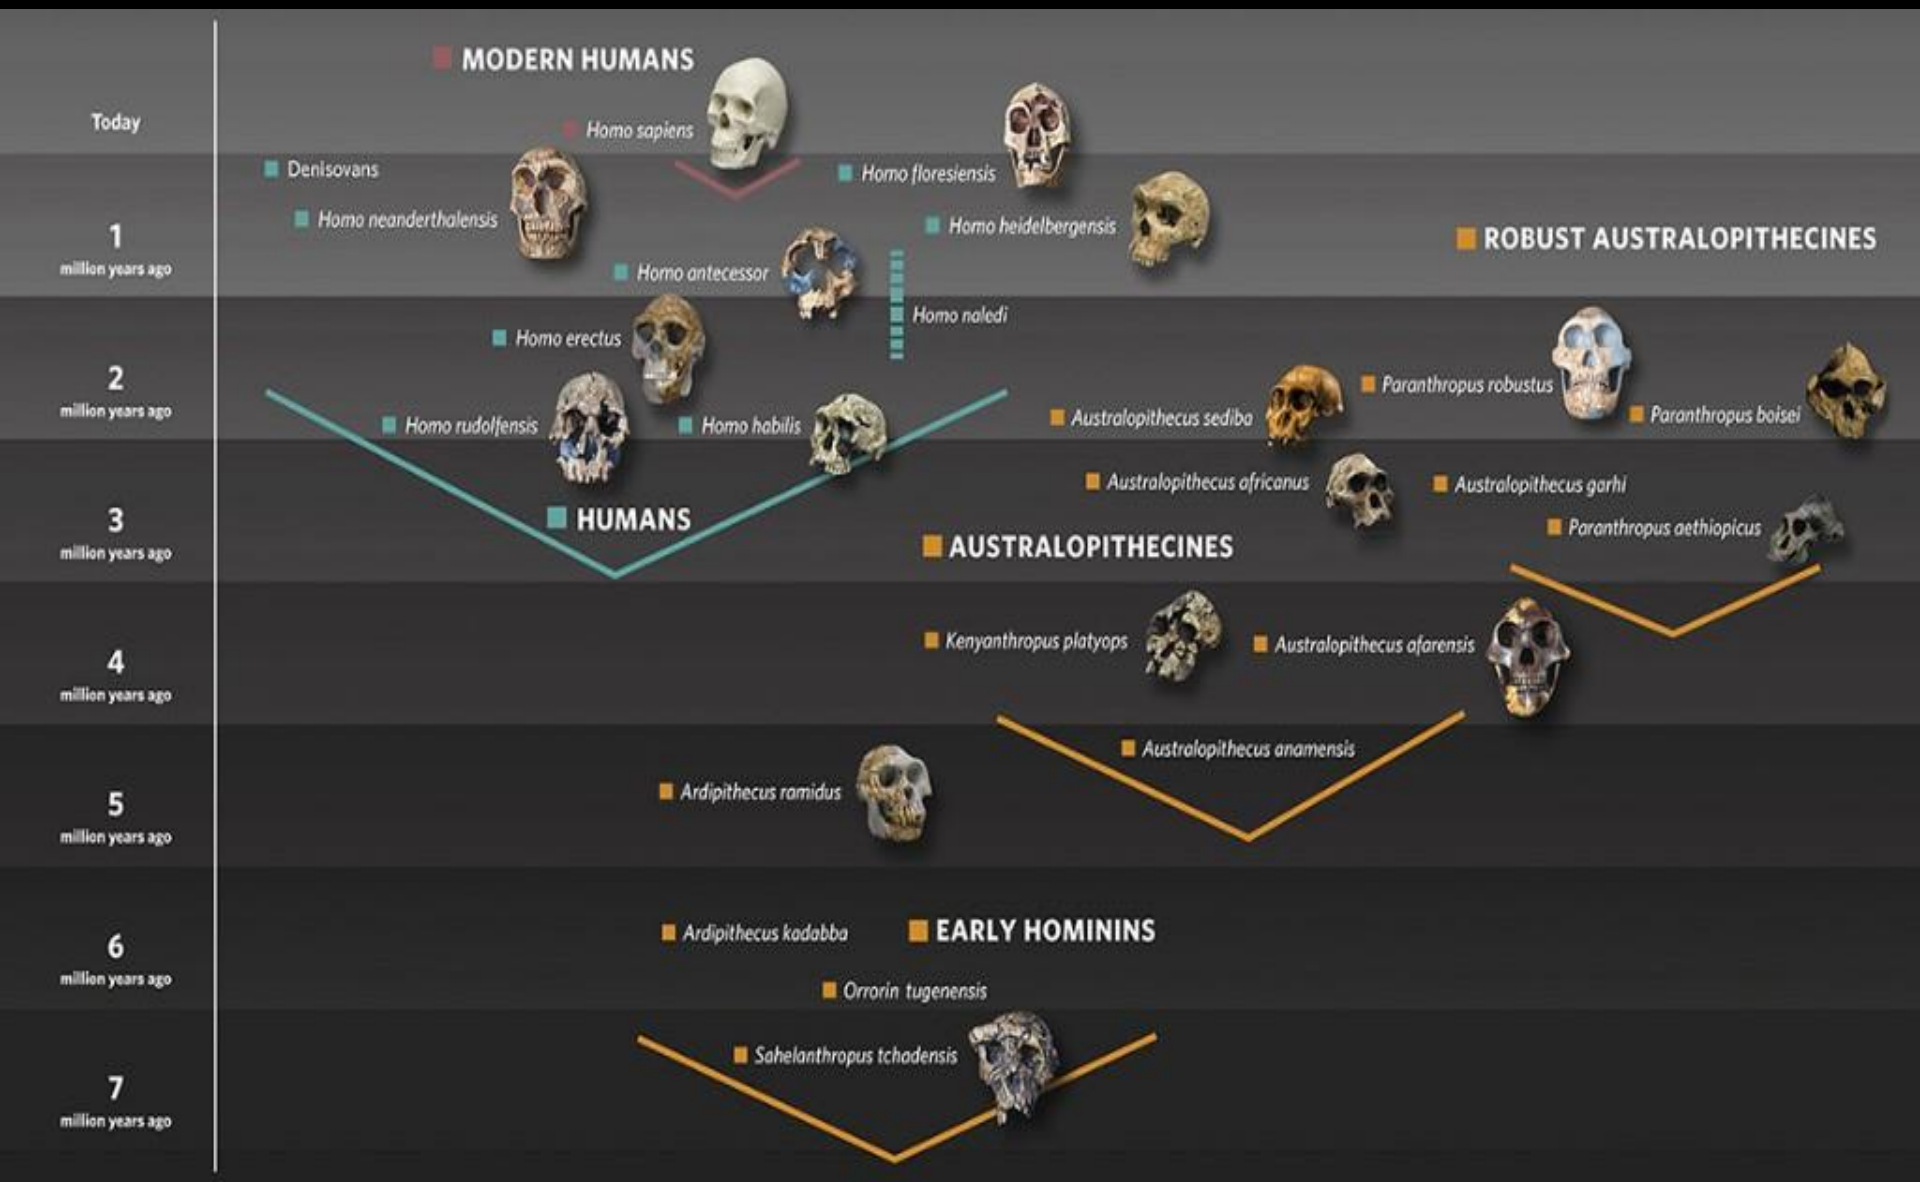 MODERN HUMANS
Today
Homo sapiens
Denisovans
Homo floresiensis
Homo neanderthalensis
Homo heidelbergensis
1
million years ago
ROBUST AUSTRALOPITHECINES
Homo antecessor
Homo naledi
Homo erectus
2
million years ago
Paranthropus robustus
Australopithecus sediba
Paranthropus boisei
Homo rudolfensis
Homo habilis
Australopithecus africanus
Australopithecus garhi
3
million years ago
HUMANS
Paranthropus aethiopicus
AUSTRALOPITHECINES
Kenyanthropus platyops
Australopithecus afarensis
4
million years ago
Australopithecus anamensis
Ardipithecus ramidus
5
million years ago
Ardipithecus kadabba
EARLY HOMININS
6
million years ago
Orrorin tugenensis
Sahelanthropus tchadensis
7
million years ago